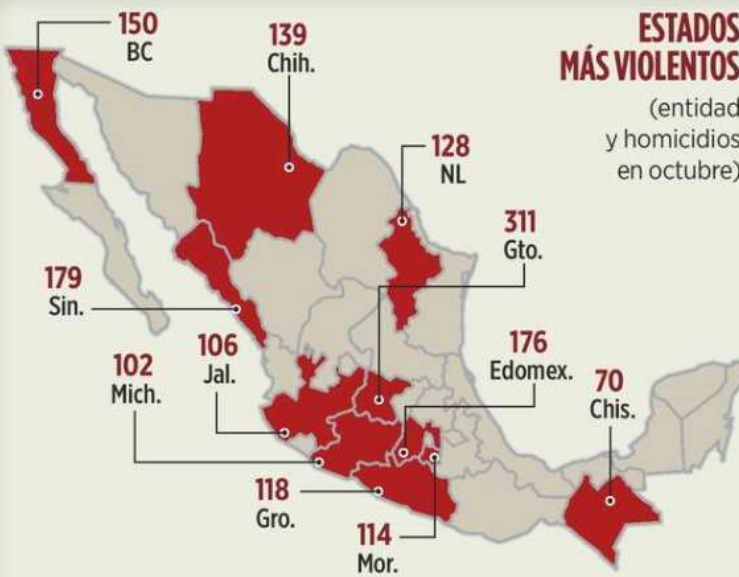 ESTADOS
MÁS VIOLENTOS
(entidad
y homicidios
en octubre)
150
BC
139
Chih.
128
NL
311
Gto.
179
Sin.
106
Jal.
176
Edomex.
102
Mich.
70
Chis.
118
Gro.
114
Mor.